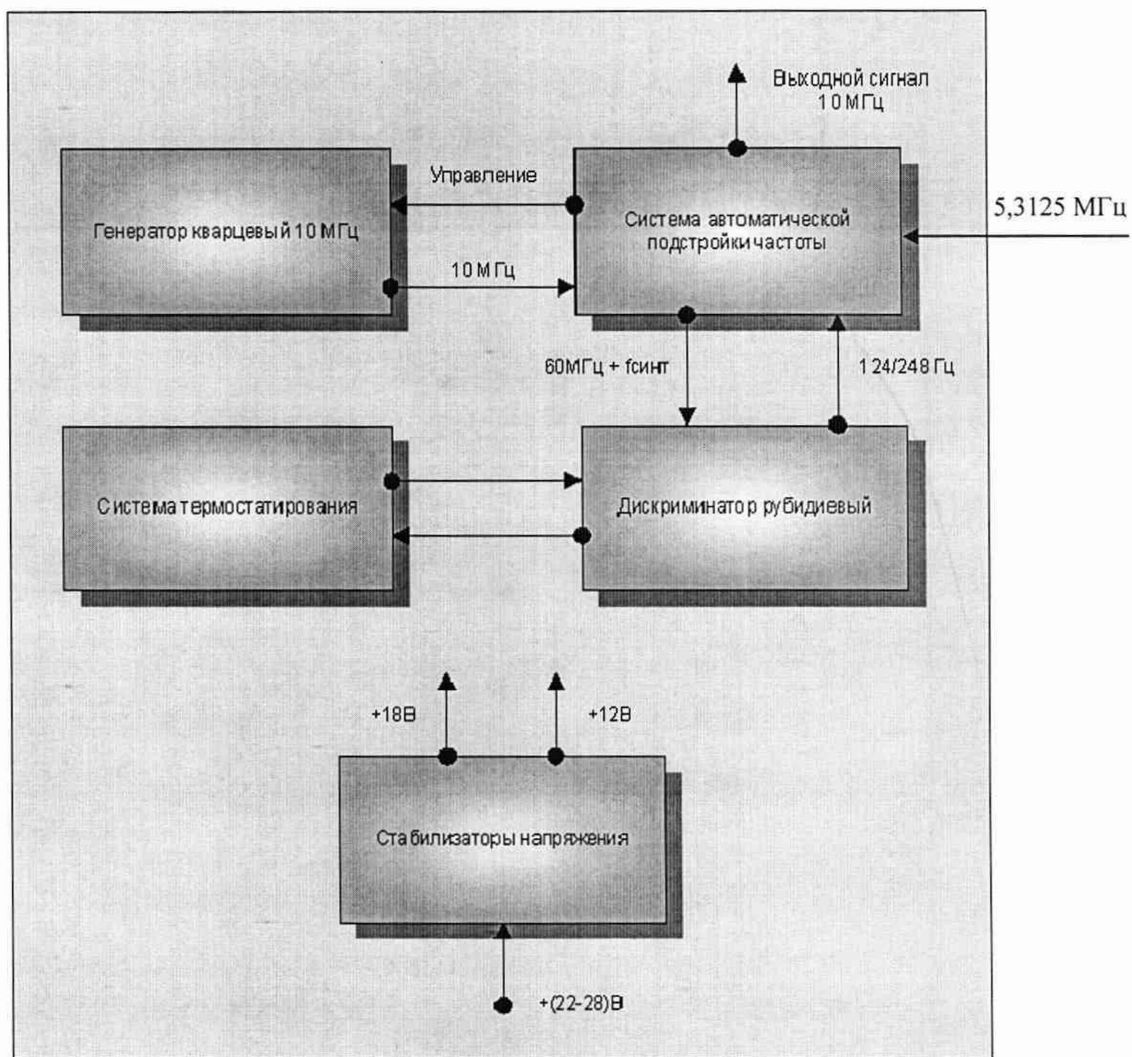 Выходной сигнал
10 МГц
Управление
5,3125 МГц
Генератор кварцевый 10 МГц
Система автоматической
подстройки частоты
10 МГц
60МГц + fсинт
124/248 Гц
Система термостатирования
Дискриминатор рубидиевый
+18В
+12В
Стабилизаторы напряжения
+(22-28)В